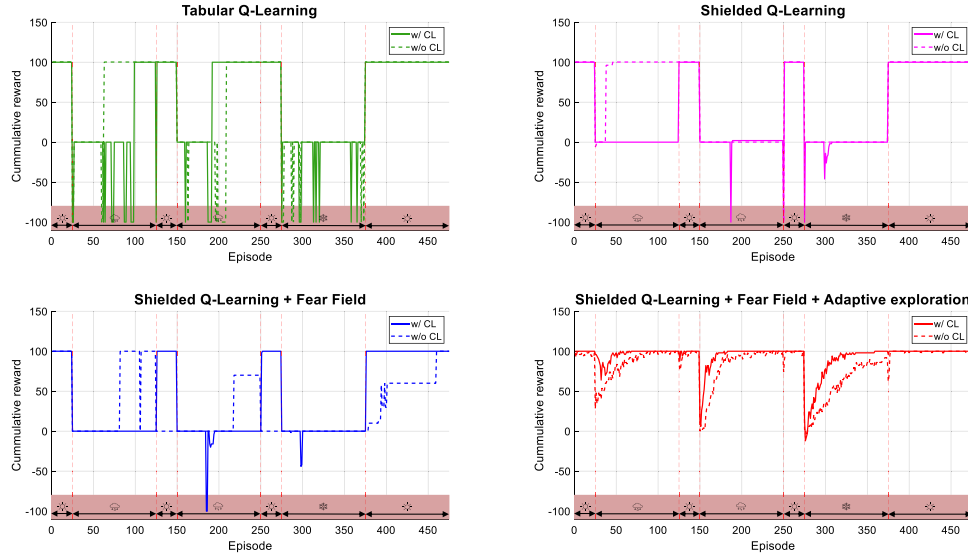 Tabular Q-Learning
Cummulative reward
150
100
50
0
-50
-100
w/ CL
w/o CL
0 50 100 150 200 250 300 350 400 450
Episode
Shielded Q-Learning
Cummulative reward
150
100
50
0
-50
-100
w/ CL
w/o CL
0 50 100 150 200 250 300 350 400 450
Episode
Shielded Q-Learning + Fear Field
Cummulative reward
150
100
50
0
-50
-100
w/ CL
w/o CL
0 50 100 150 200 250 300 350 400 450
Episode
Shielded Q-Learning + Fear Field + Adaptive exploration
Cummulative reward
150
100
50
0
-50
-100
w/ CL
w/o CL
0 50 100 150 200 250 300 350 400 450
Episode